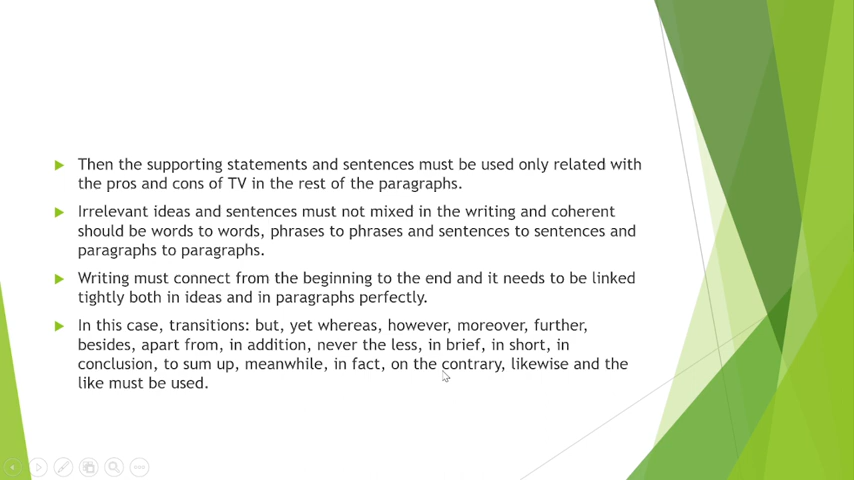 Then the supporting statements and sentences must be used only related with
the pros and cons of TV in the rest of the paragraphs.
Irrelevant ideas and sentences must not mixed in the writing and coherent
should be words to words, phrases to phrases and sentences to sentences and
paragraphs to paragraphs.
Writing must connect from the beginning to the end and it needs to be linked
tightly both in ideas and in paragraphs perfectly.
In this case, transitions: but, yet whereas, however, moreover, further,
besides, apart from, in addition, never the less, in brief, in short, in
conclusion, to sum up, meanwhile, in fact, on the contrary, likewise and the
like must be used.